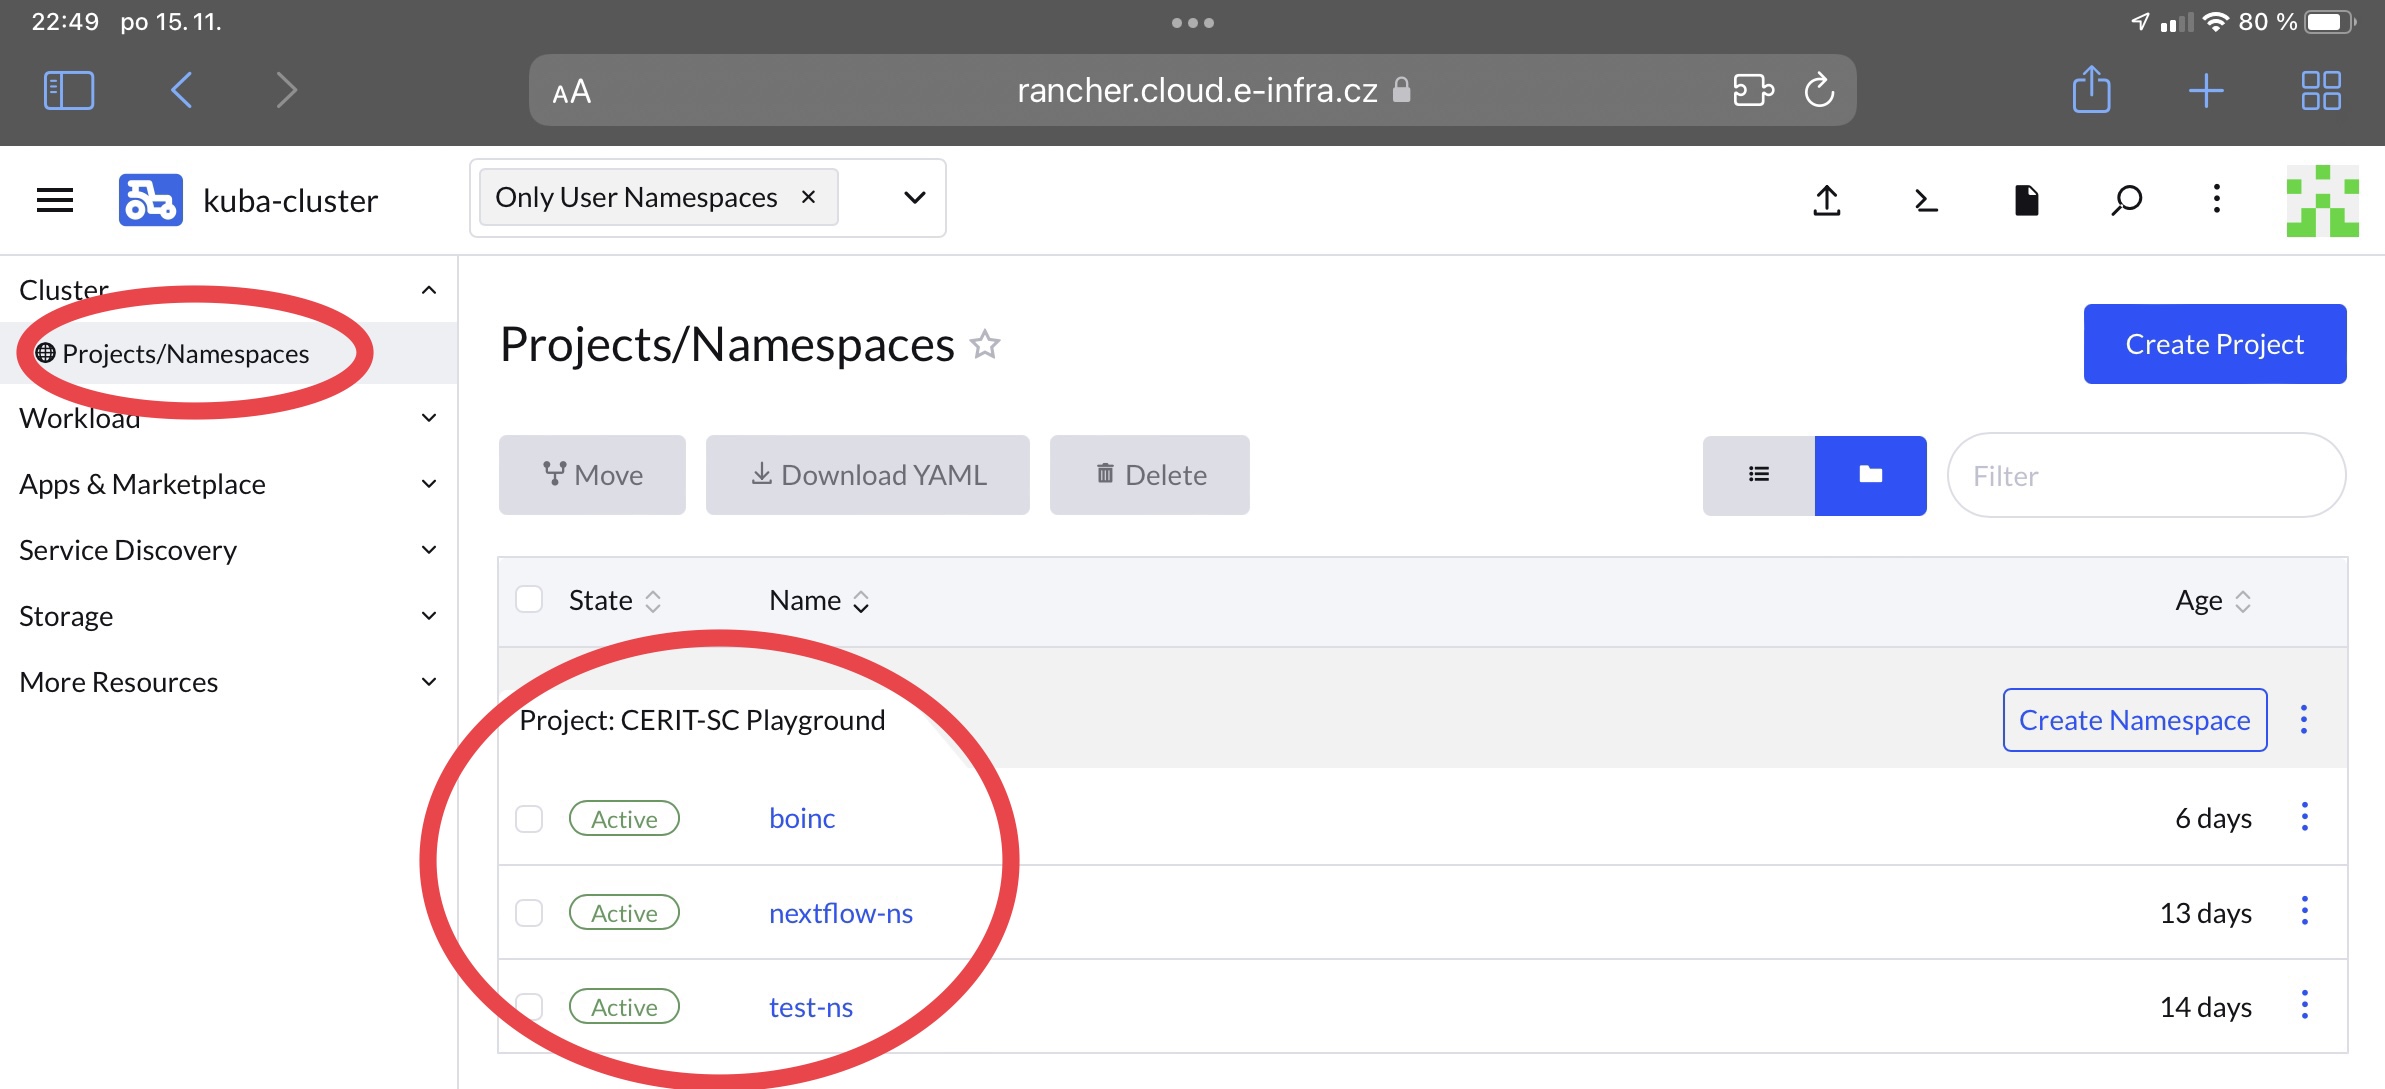 22:49 po 15. 11.
80 %
AA rancher.cloud.e-infra.cz
kuba-cluster
Only User Namespaces ×
Cluster
Projects/Namespaces
Workload
Apps & Marketplace
Service Discovery
Storage
More Resources
Projects/Namespaces
Create Project
Move
Download YAML
Delete
Filter
State Name Age
Project: CERIT-SC Playground
Create Namespace
Active boinc 6 days
Active nextflow-ns 13 days
Active test-ns 14 days